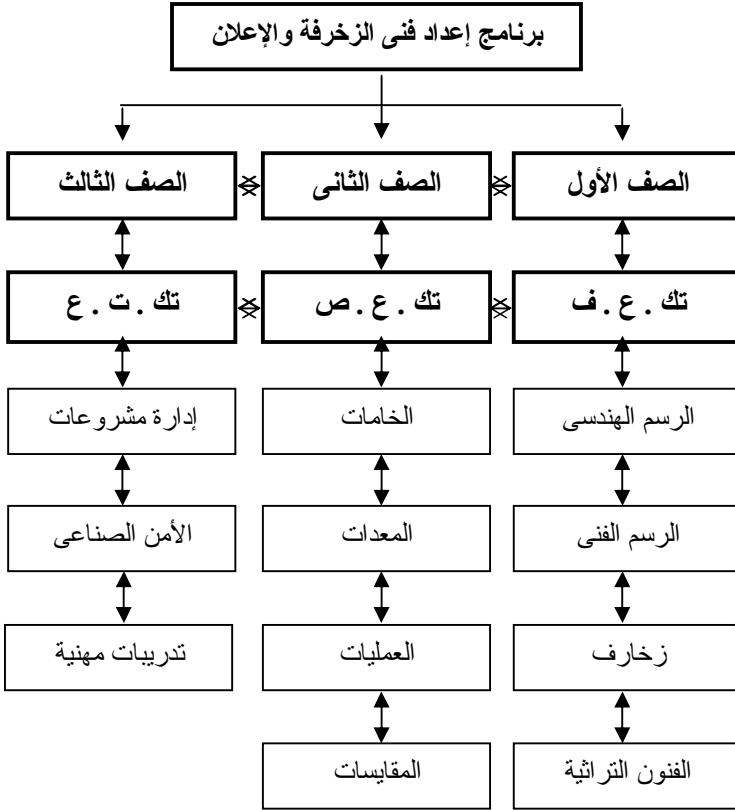 برنامج إعداد فنى الزخرفة والإعلان
الصف الأول
الصف الثانى
الصف الثالث
تك . ع . ف
تك . ع . ص
تك . ت . ع
الرسم الهندسى
الخامات
إدارة مشروعات
الرسم الفنى
المعدات
الأمن الصناعى
زخارف
العمليات
تدريبات مهنية
الفنون التراثية
المقايسات